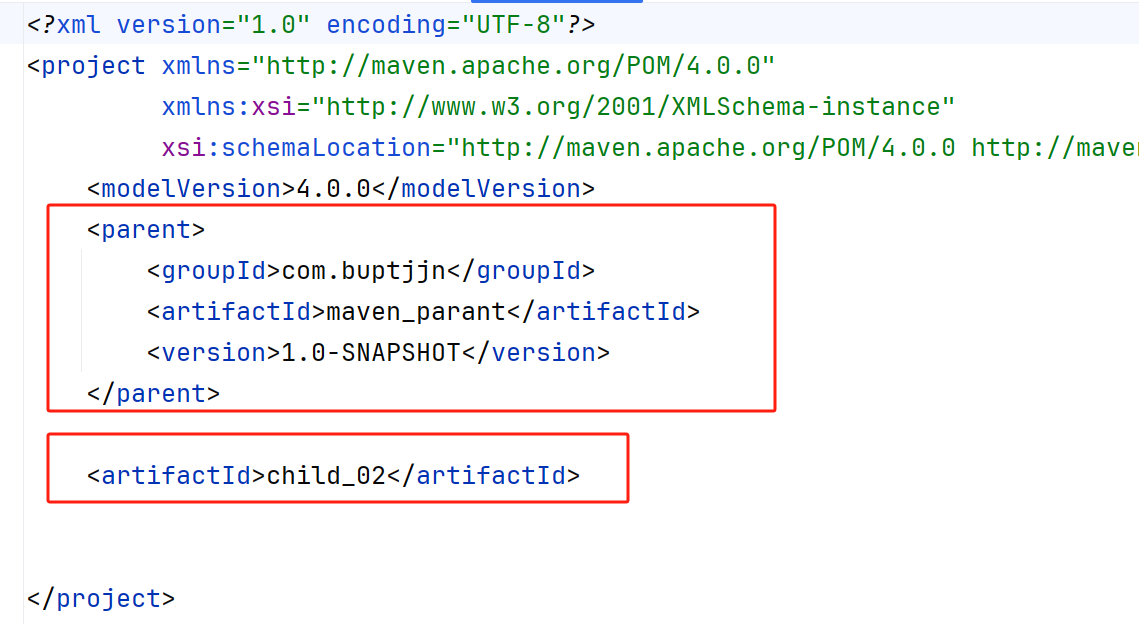 <?xml version="1.0" encoding="UTF-8"?>
<project xmlns="http://maven.apache.org/POM/4.0.0"
xmlns:xsi="http://www.w3.org/2001/XMLSchema-instance"
xsi:schemaLocation="http://maven.apache.org/POM/4.0.0 http://maven
<modelVersion>4.0.0</modelVersion>
<parent>
<groupId>com.buptjjn</groupId>
<artifactId>maven_parant</artifactId>
<version>1.0-SNAPSHOT</version>
</parent>
<artifactId>child_02</artifactId>
</project>